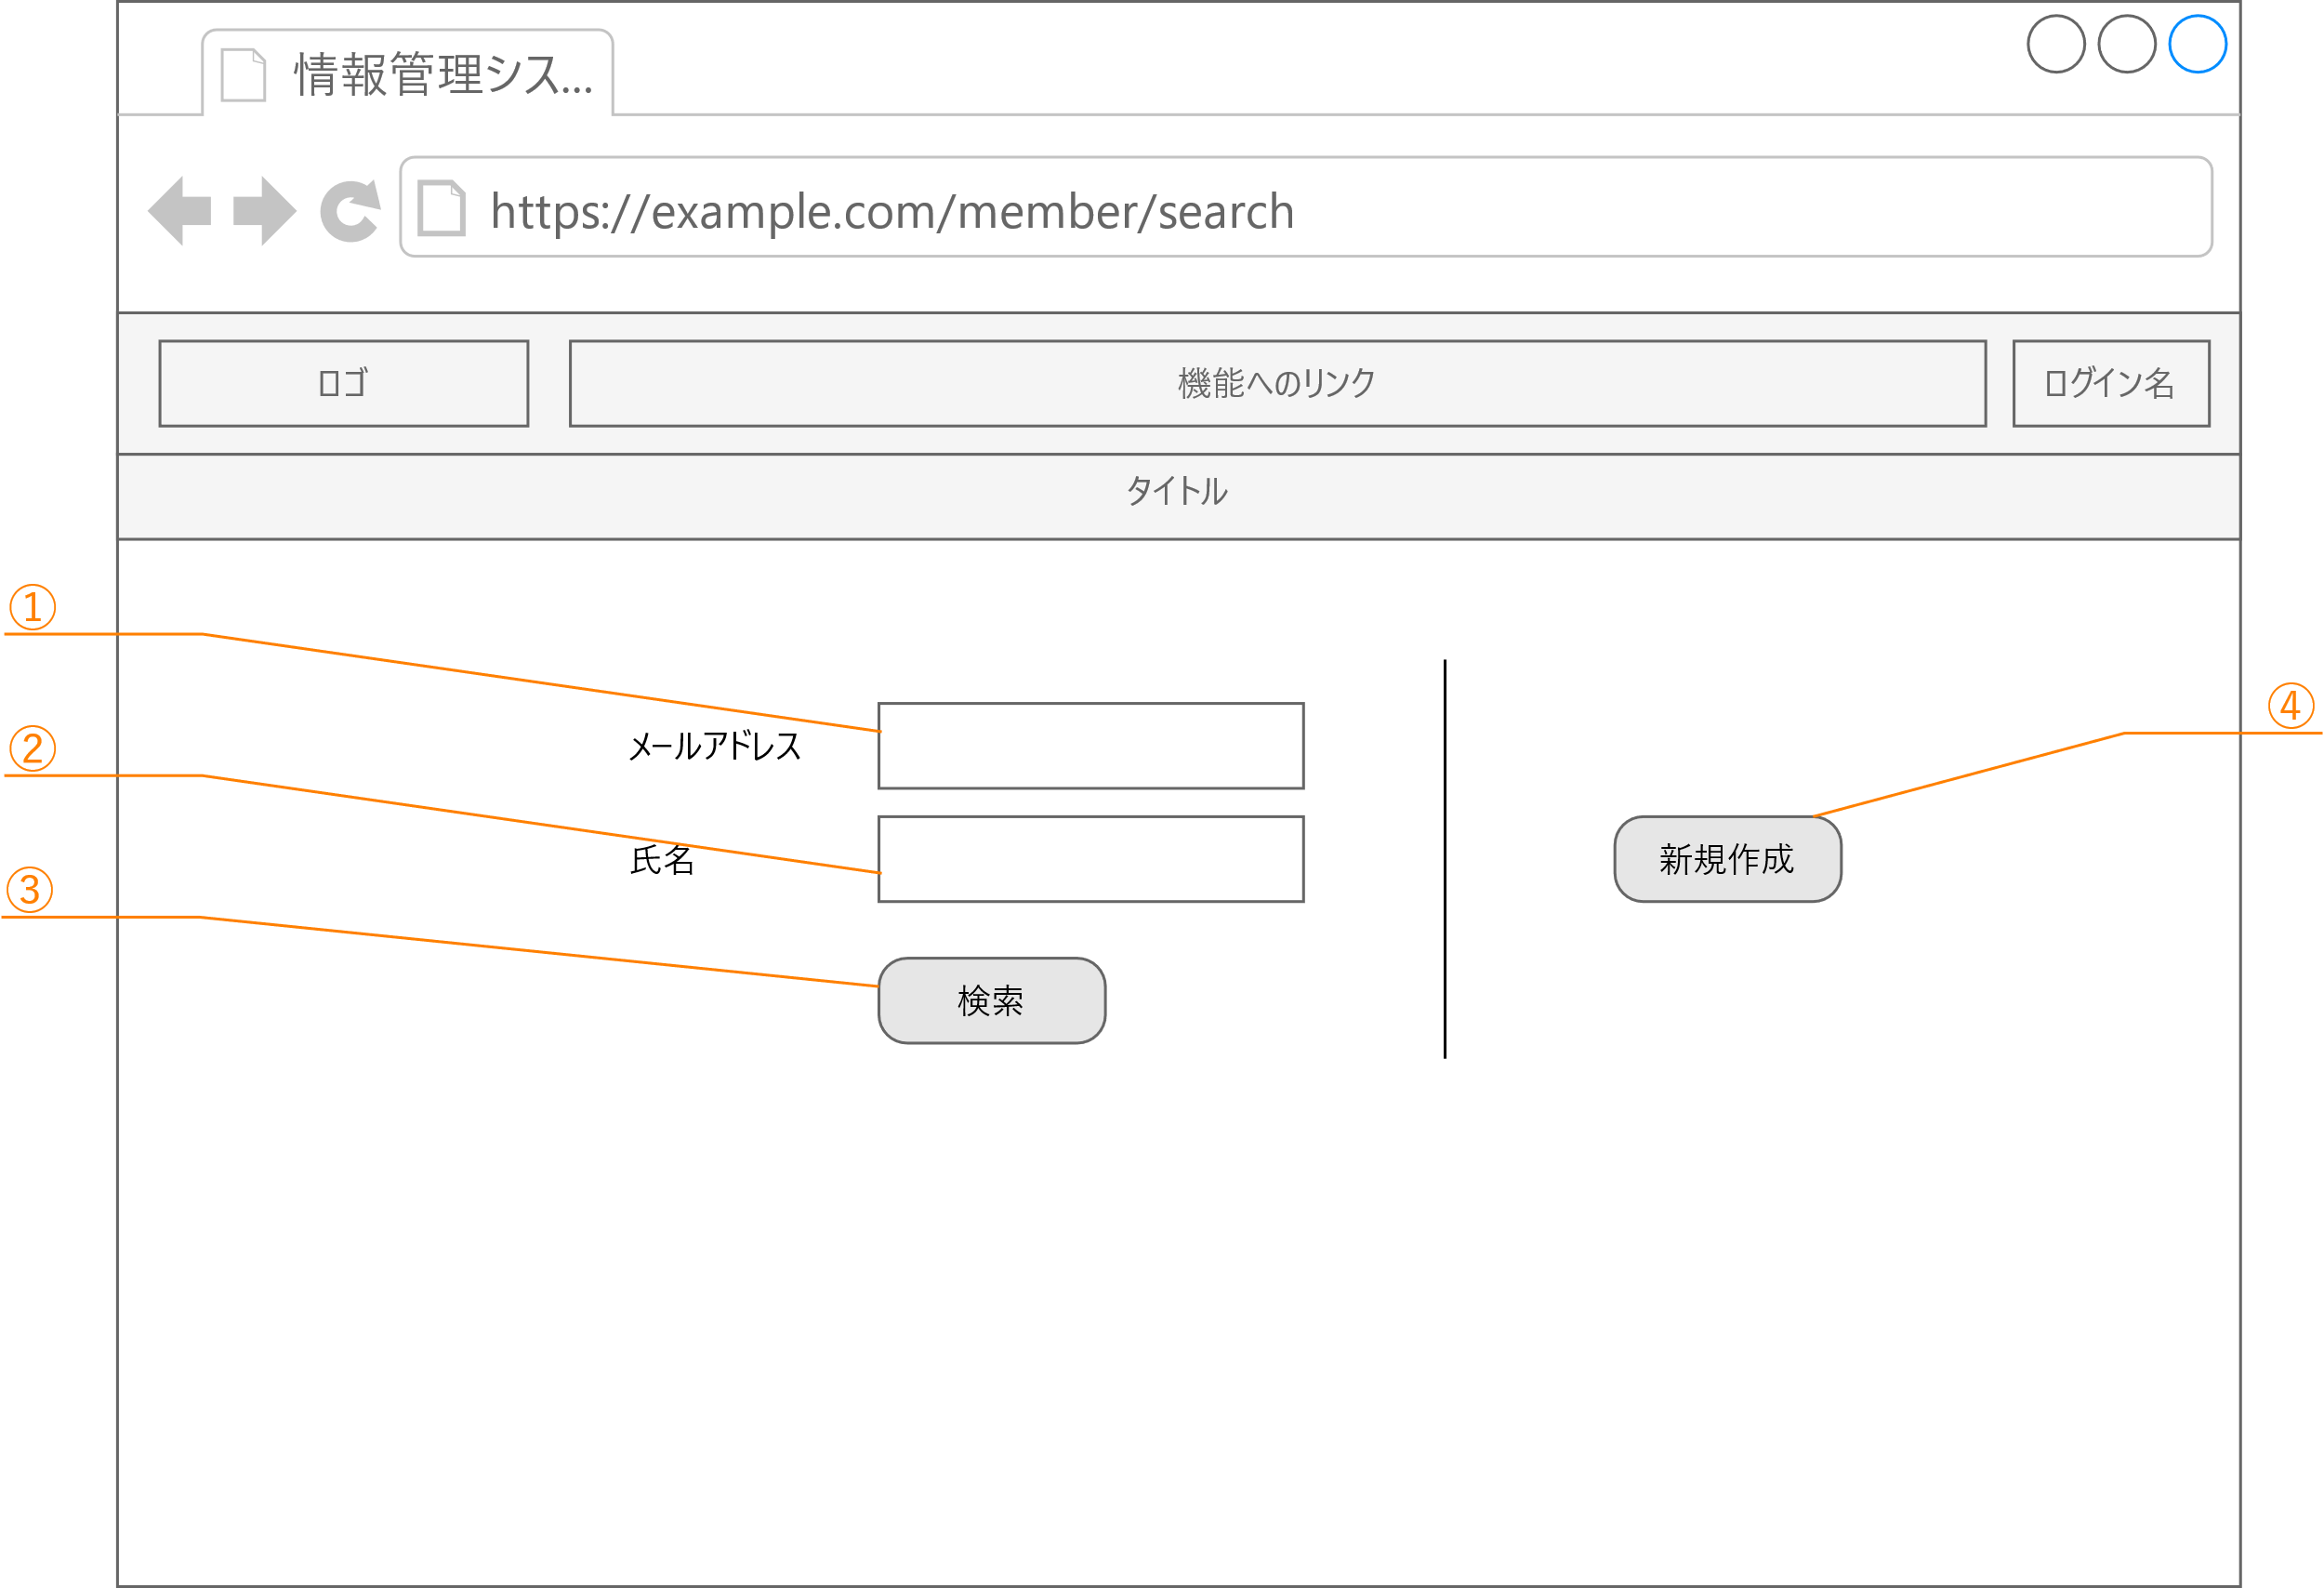 情報管理シス...
https://example.com/member/search
ロゴ
機能へのリンク
ログイン名
タイトル
①
メールアドレス
②
氏名
③
検索
④
新規作成